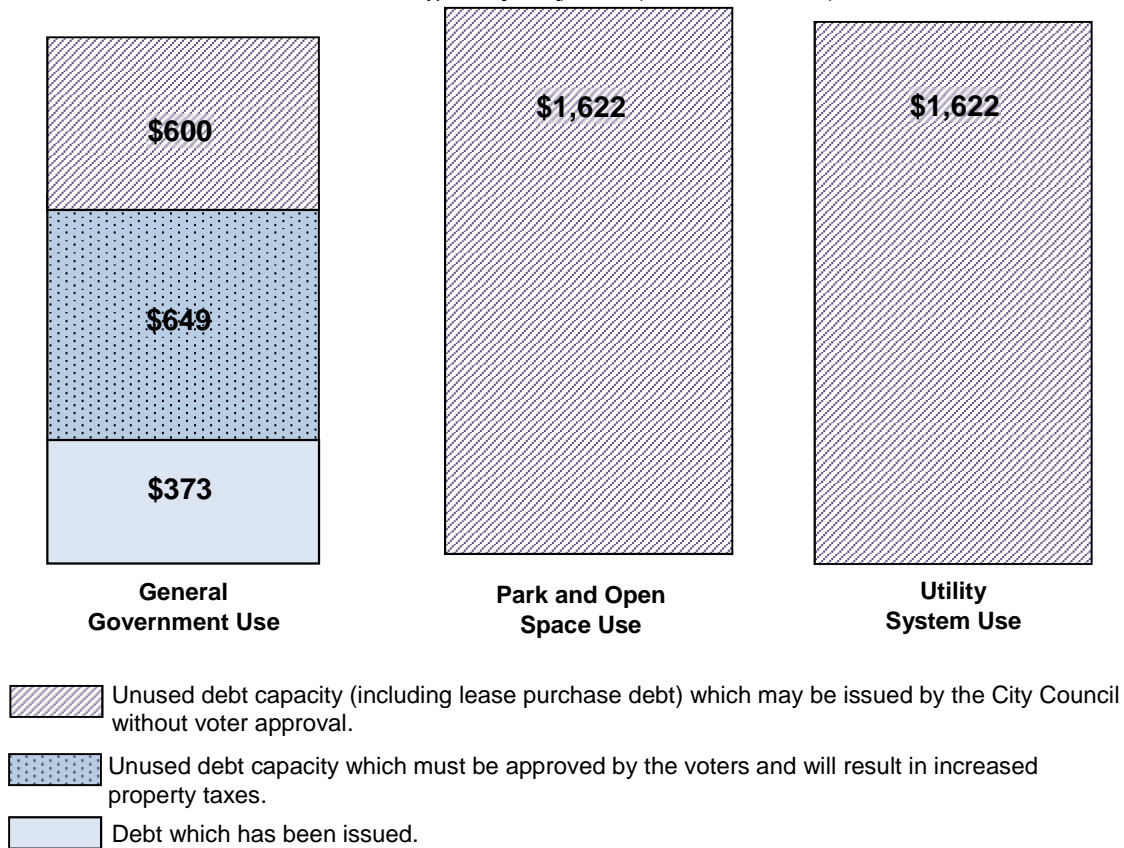 $600
$649
$373
$1,622
$1,622
General
Government Use
Park and Open
Space Use
Utility
System Use
Unused debt capacity (including lease purchase debt) which may be issued by the City Council
without voter approval.
Unused debt capacity which must be approved by the voters and will result in increased
property taxes.
Debt which has been issued.